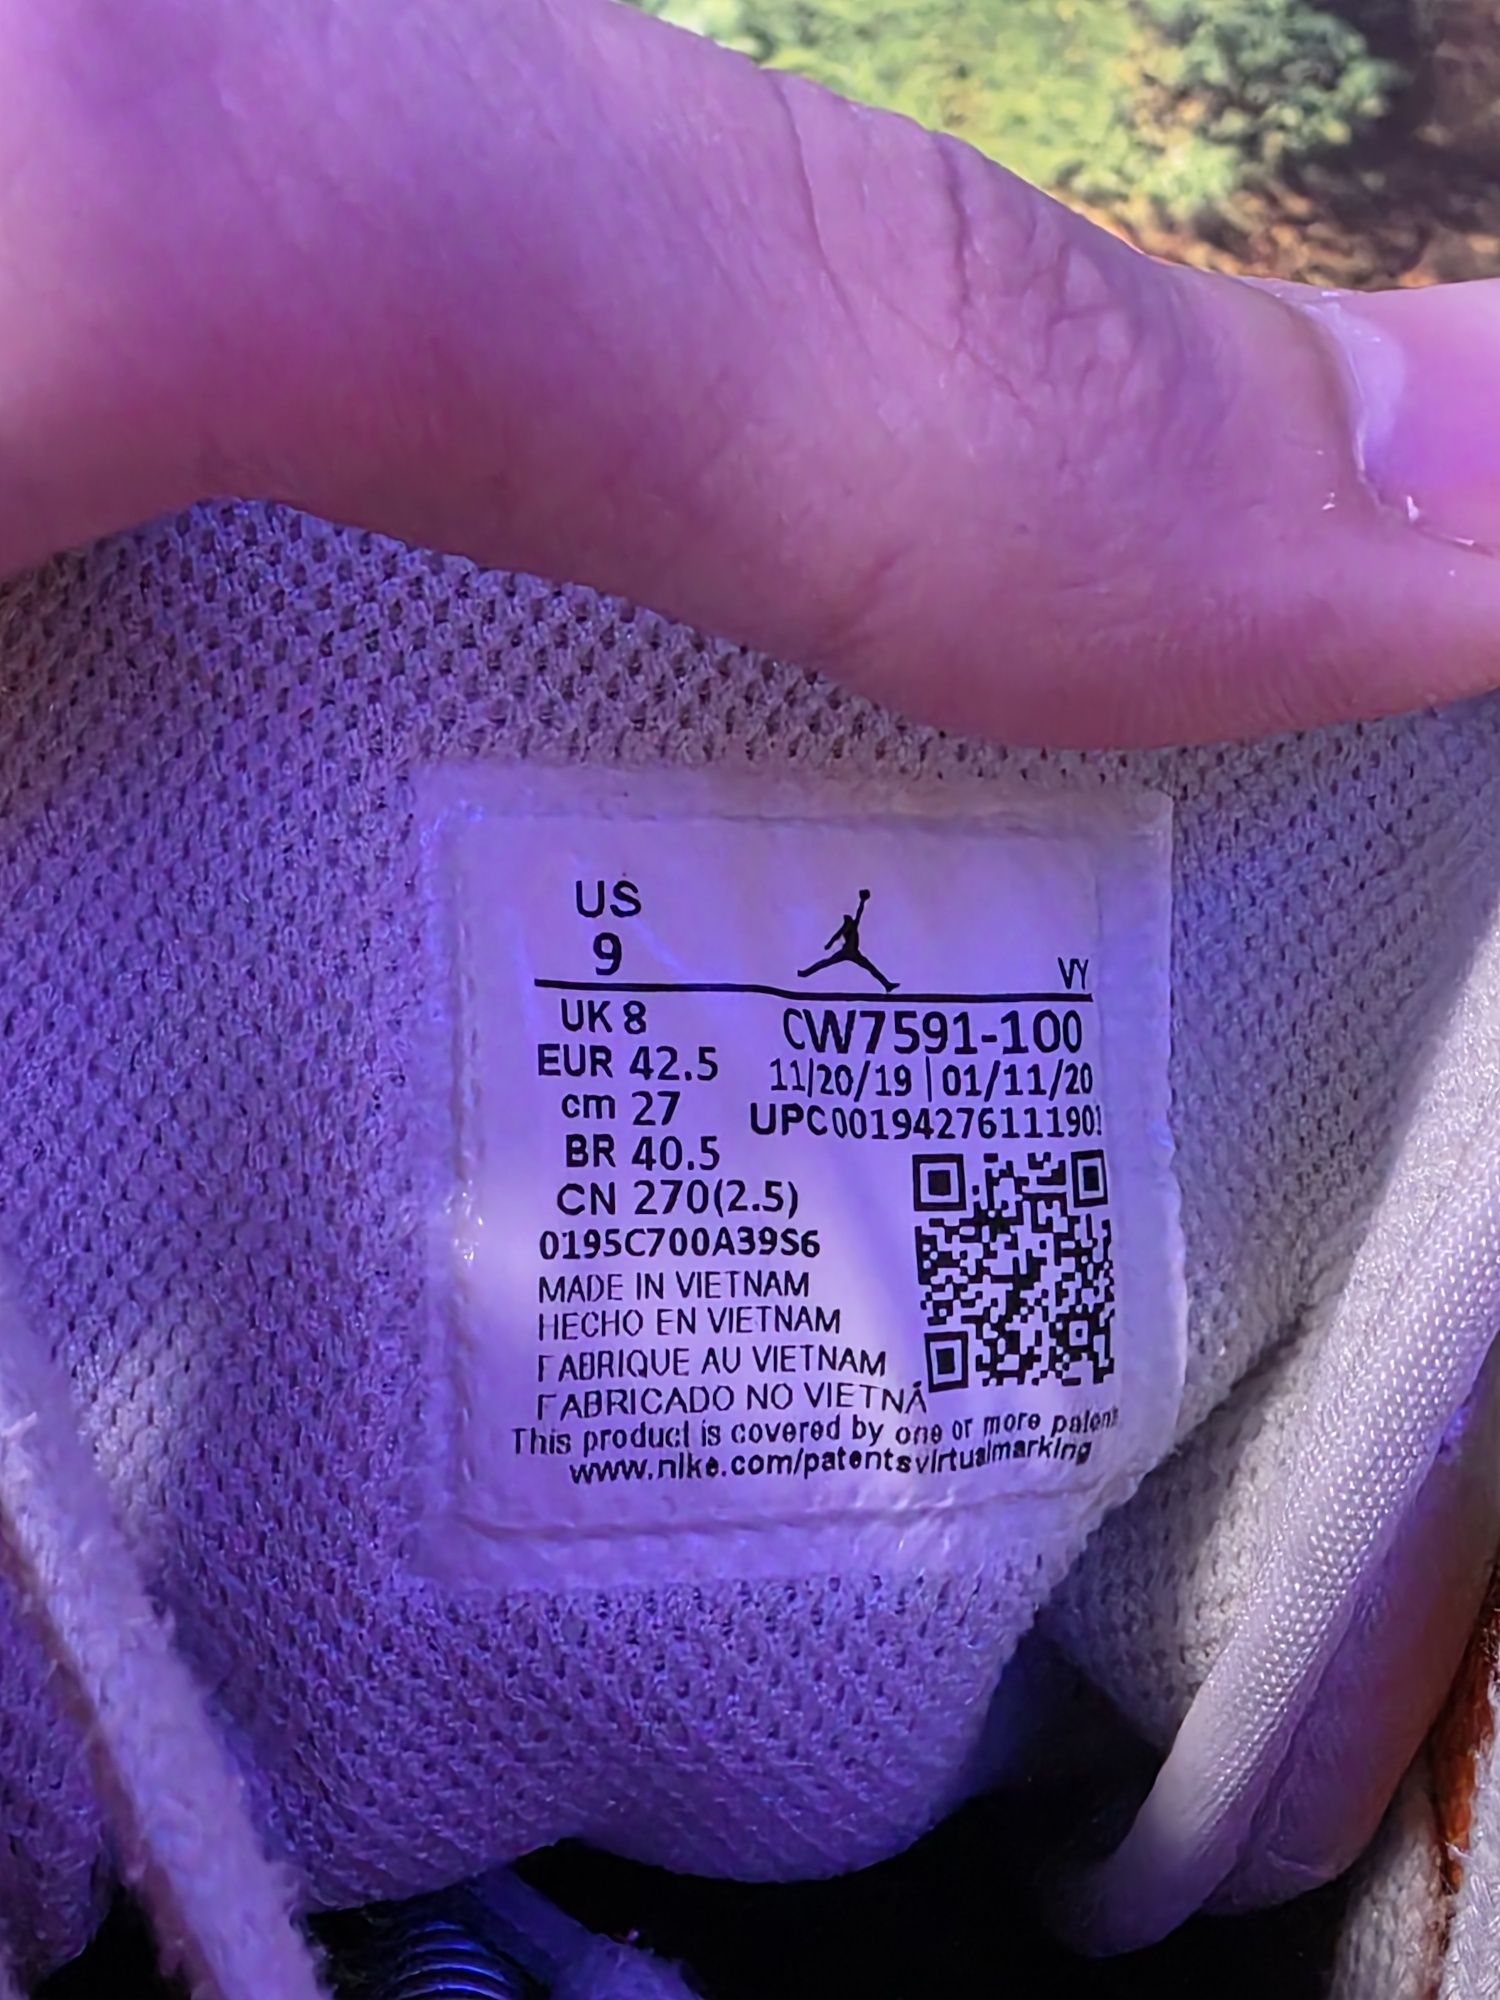 US
9
VY
UK 8
CW7591-100
EUR 42.5
11/20/19 | 01/11/20
cm 27
UPC00194276111901
BR 40.5
CN 270(2.5)
0195C700A39S6
MADE IN VIETNAM
HECHO EN VIETNAM
FABRIQUE AU VIETNAM
FABRICADO NO VIETNÃ
This product is covered by one or more patent
www.nike.com/patentsvirtualmarking